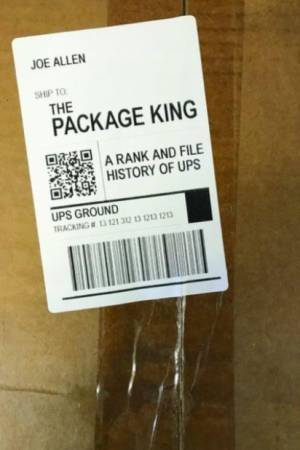 JOE ALLEN
SHIP TO:
THE
PACKAGE KING
A RANK AND FILE
HISTORY OF UPS
UPS GROUND
TRACKING # 13 121 312 13 1213 1213